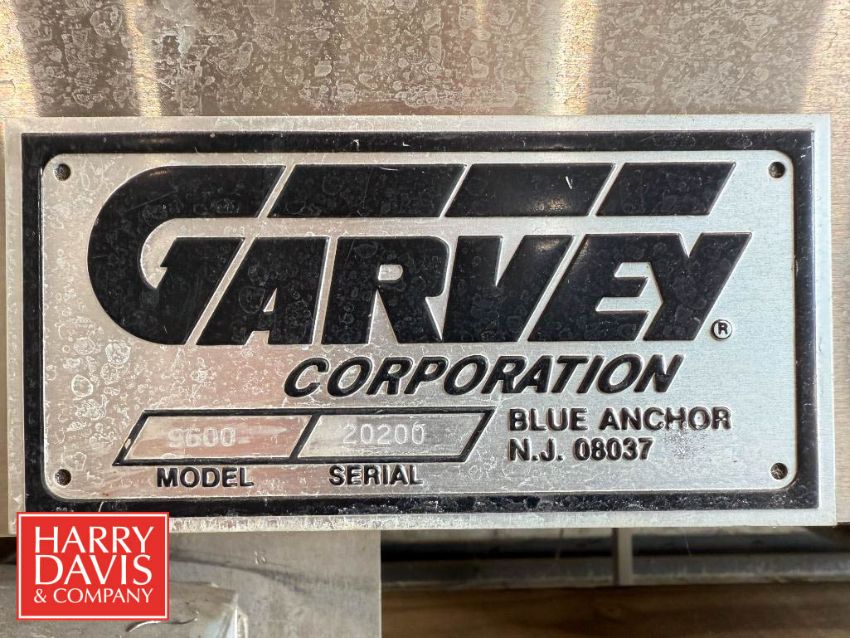 GARVEY®
CORPORATION
9600 20200 BLUE ANCHOR
MODEL SERIAL N.J. 08037
HARRY
DAVIS
& COMPANY